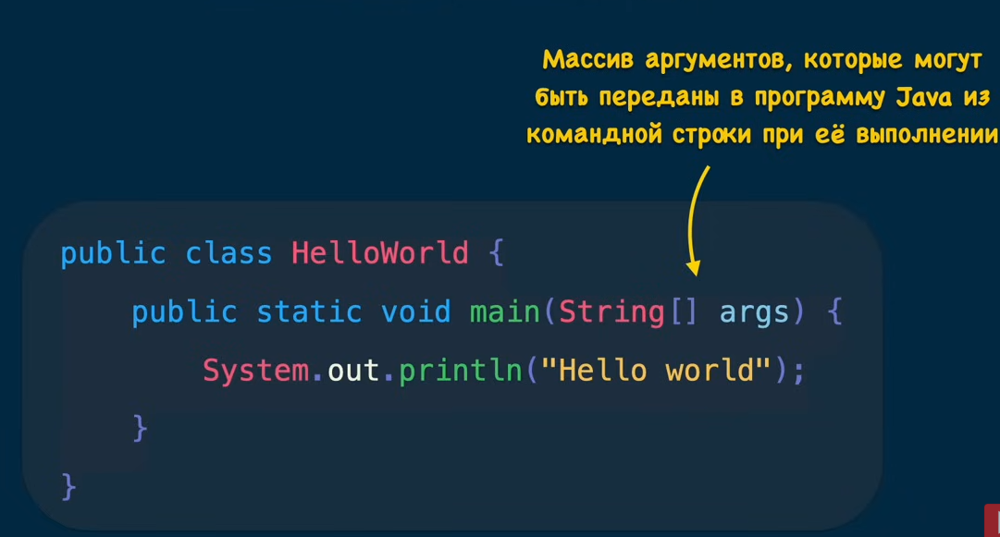 Массив аргументов, которые могут
быть переданы в программу Java из
командной строки при её выполнении
public class HelloWorld {
public static void main(String[] args) {
System.out.println("Hello world");
}
}